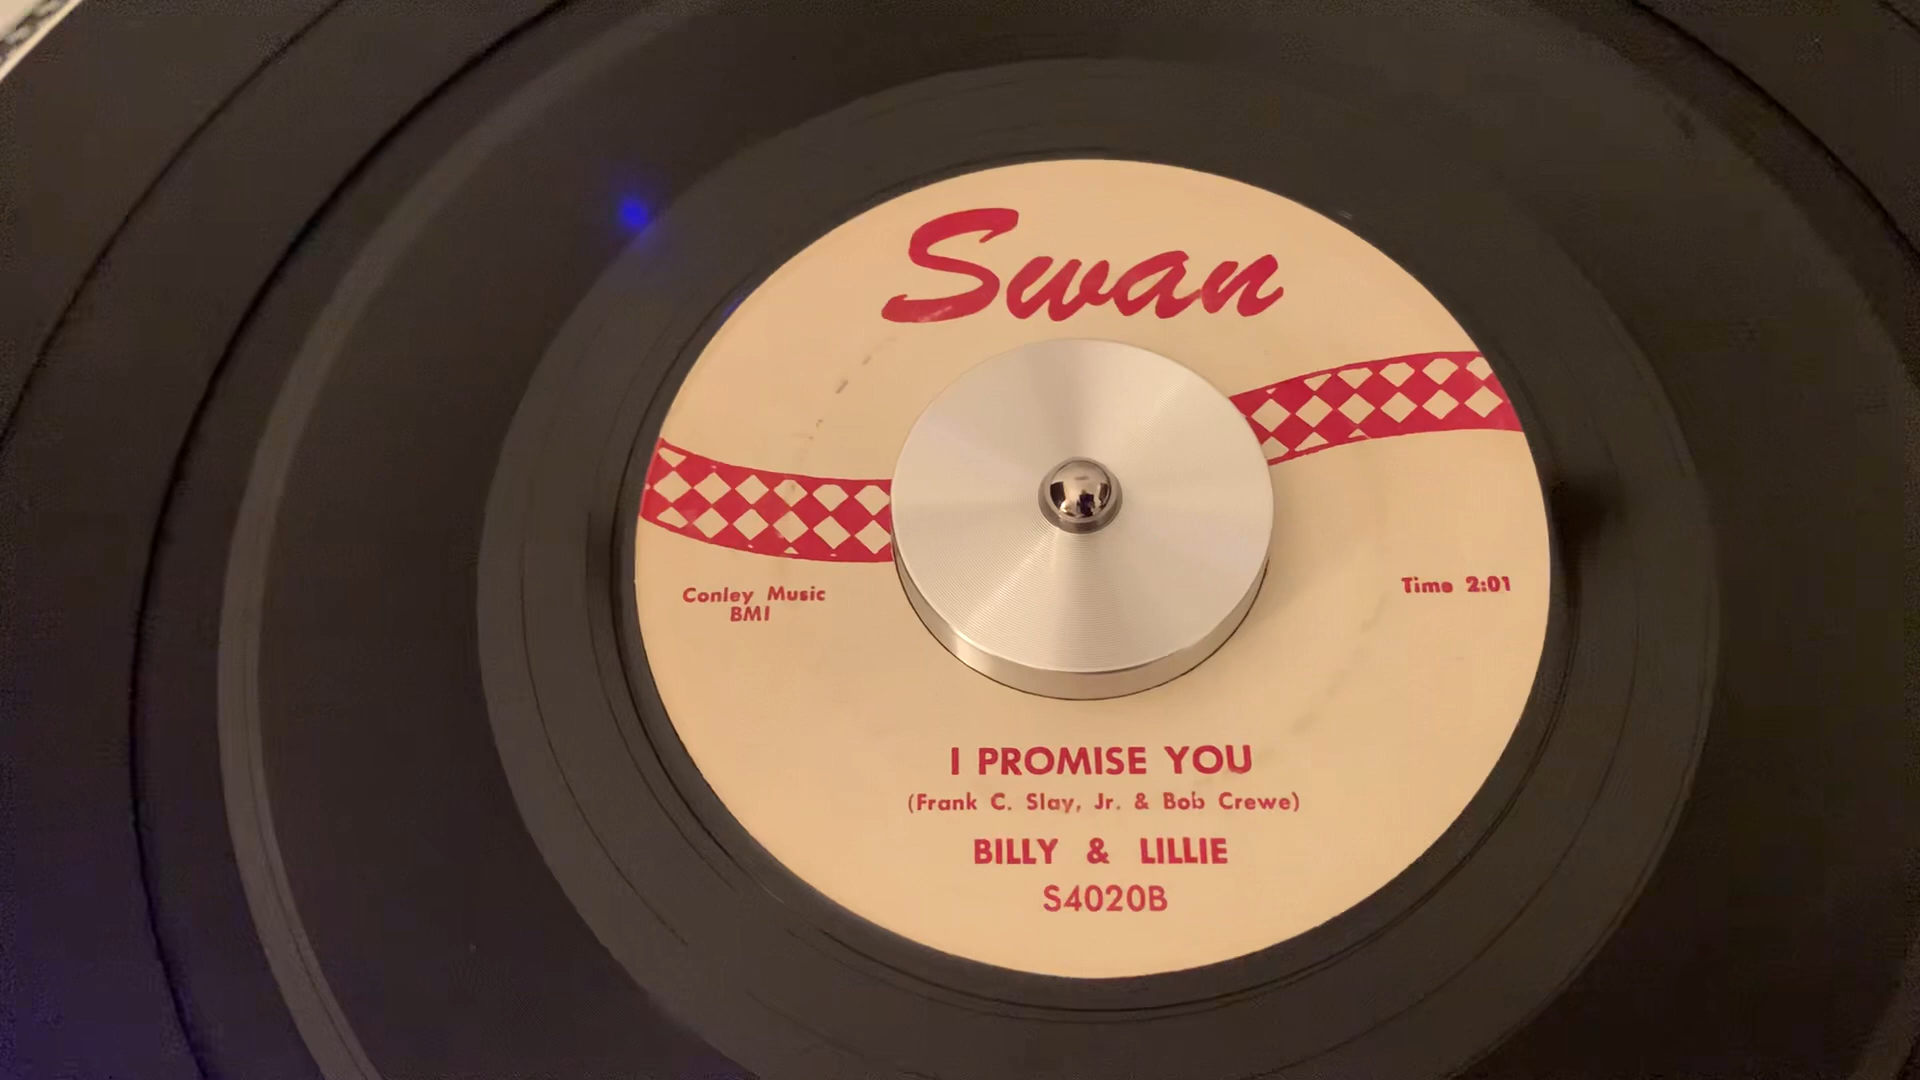 Swan
Conley Music
BMI
Time 2:01
I PROMISE YOU
(Frank C. Slay, Jr. & Bob Crewe)
BILLY & LILLIE
S4020B